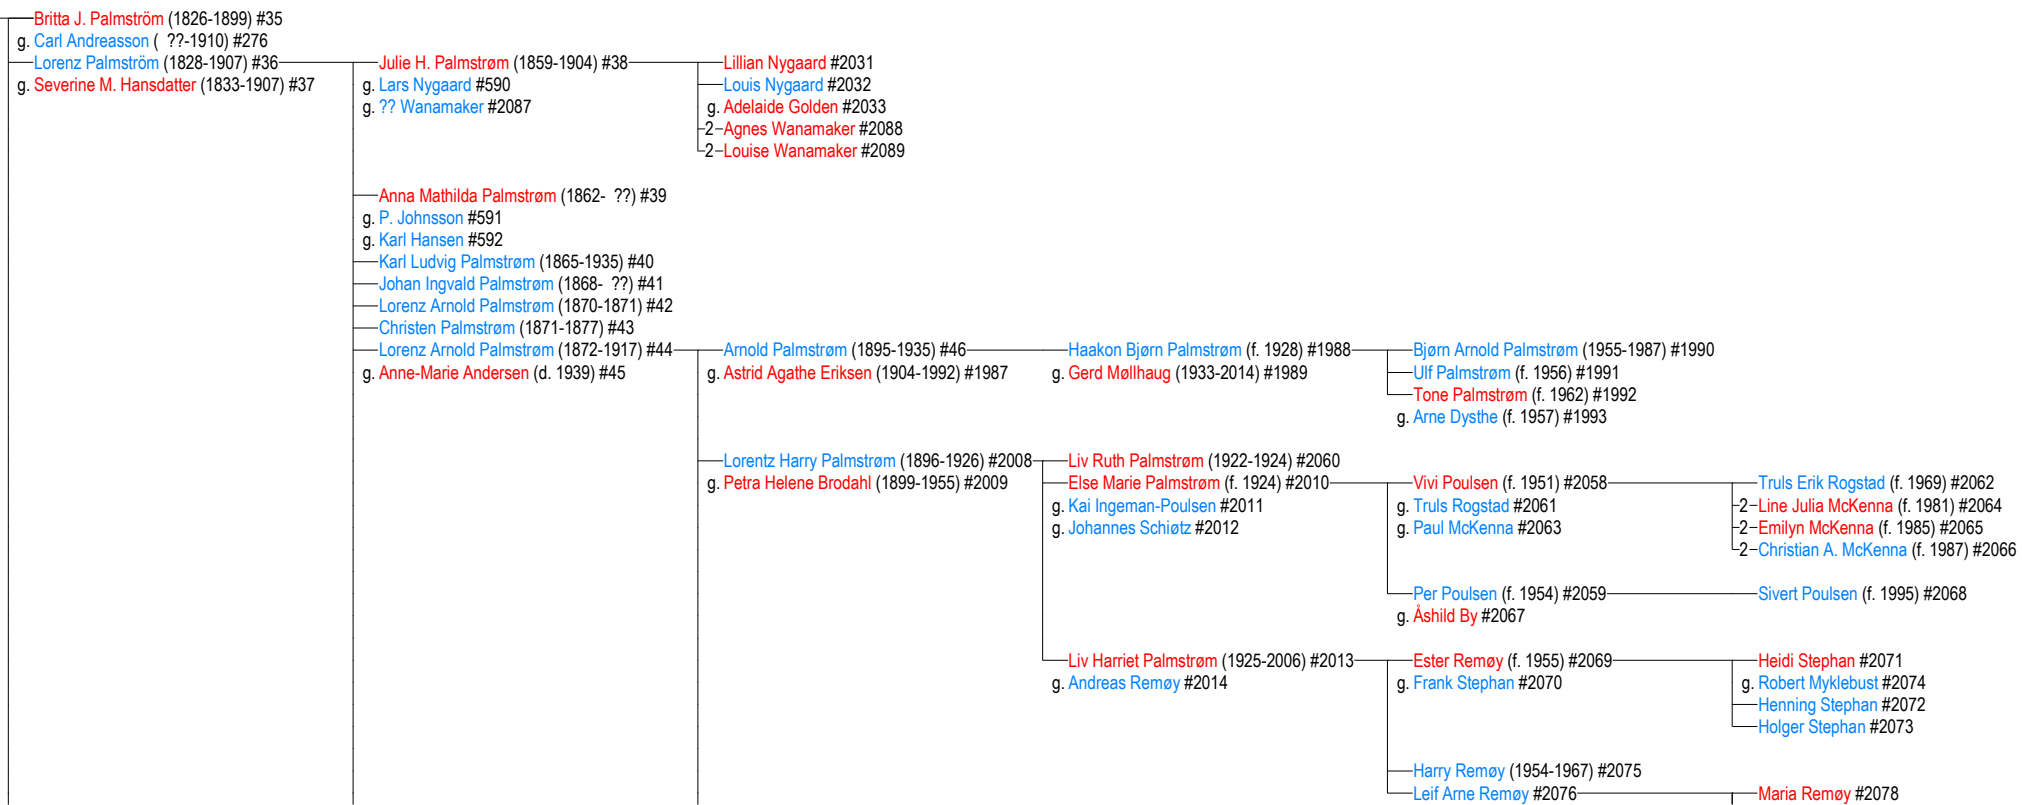 Britta J. Palmström (1826-1899) #35
g. Carl Andreasson ( ??-1910) #276
Lorenz Palmström (1828-1907) #36 Julie H. Palmstrøm (1859-1904) #38 Lillian Nygaard #2031
g. Severine M. Hansdatter (1833-1907) #37 g. Lars Nygaard #590 Louis Nygaard #2032
g. ?? Wanamaker #2087 g. Adelaide Golden #2033
2 Agnes Wanamaker #2088
2 Louise Wanamaker #2089
Anna Mathilda Palmstrøm (1862- ??) #39
g. P. Johnsson #591
g. Karl Hansen #592
Karl Ludvig Palmstrøm (1865-1935) #40
Johan Ingvald Palmstrøm (1868- ??) #41
Lorenz Arnold Palmstrøm (1870-1871) #42
Christen Palmstrøm (1871-1877) #43
Lorenz Arnold Palmstrøm (1872-1917) #44 Arnold Palmstrøm (1895-1935) #46 Haakon Bjørn Palmstrøm (f. 1928) #1988 Bjørn Arnold Palmstrøm (1955-1987) #1990
g. Anne-Marie Andersen (d. 1939) #45 g. Astrid Agathe Eriksen (1904-1992) #1987 g. Gerd Møllhaug (1933-2014) #1989 Ulf Palmstrøm (f. 1956) #1991
Tone Palmstrøm (f. 1962) #1992
g. Arne Dysthe (f. 1957) #1993
Lorentz Harry Palmstrøm (1896-1926) #2008 Liv Ruth Palmstrøm (1922-1924) #2060
g. Petra Helene Brodahl (1899-1955) #2009 Else Marie Palmstrøm (f. 1924) #2010 Vivi Poulsen (f. 1951) #2058 Truls Erik Rogstad (f. 1969) #2062
g. Kai Ingeman-Poulsen #2011 g. Truls Rogstad #2061 2 Line Julia McKenna (f. 1981) #2064
g. Johannes Schiøtz #2012 g. Paul McKenna #2063 2 Emilyn McKenna (f. 1985) #2065
2 Christian A. McKenna (f. 1987) #2066
Per Poulsen (f. 1954) #2059 Sivert Poulsen (f. 1995) #2068
g. Åshild By #2067
Liv Harriet Palmstrøm (1925-2006) #2013 Ester Remøy (f. 1955) #2069 Heidi Stephan #2071
g. Andreas Remøy #2014 g. Frank Stephan #2070 g. Robert Myklebust #2074
Henning Stephan #2072
Holger Stephan #2073
Harry Remøy (1954-1967) #2075
Leif Arne Remøy #2076 Maria Remøy #2078